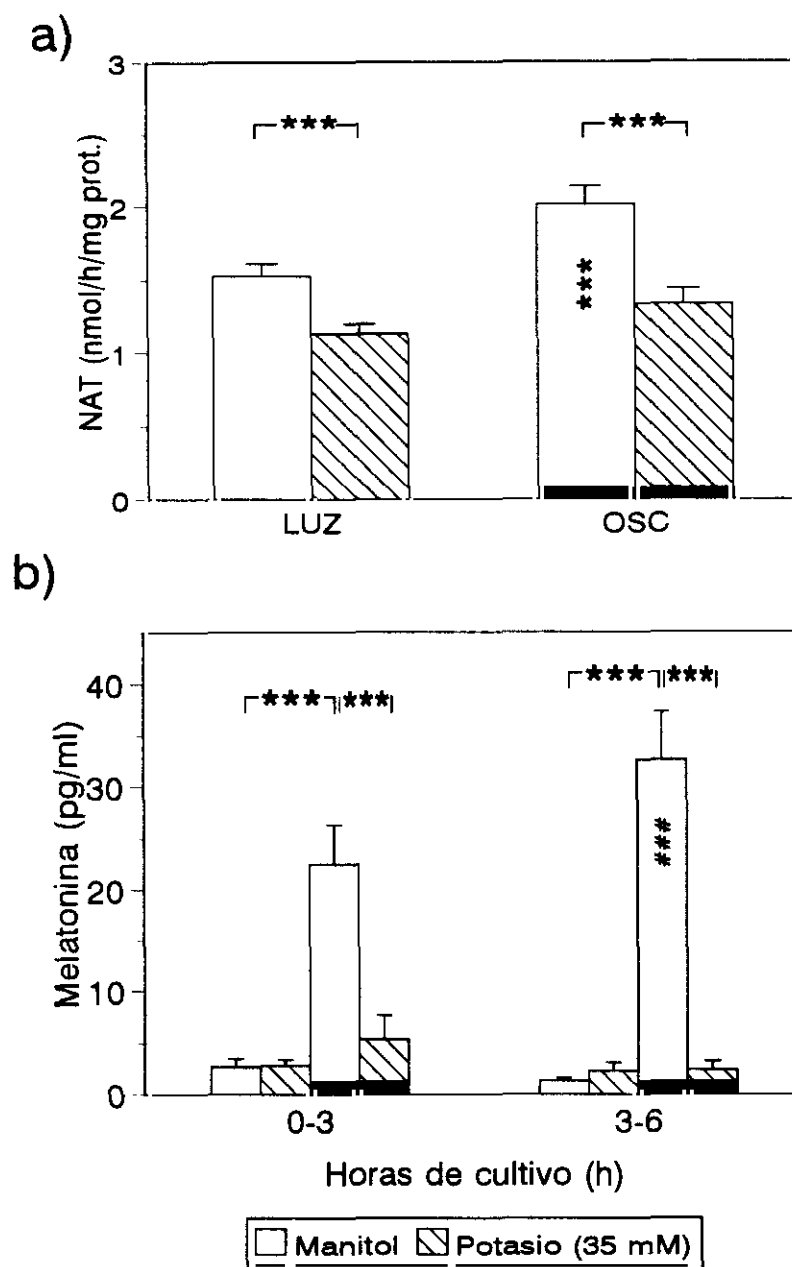 a)
3
2
1
0
NAT (nmol/h/mg prot.)
*** ***
***
LUZ OSC
b)
40
30
20
10
0
Melatonina (pg/ml)
*** *** *** ***
###
0-3 3-6
Horas de cultivo (h)
Manitol Potasio (35 mM)